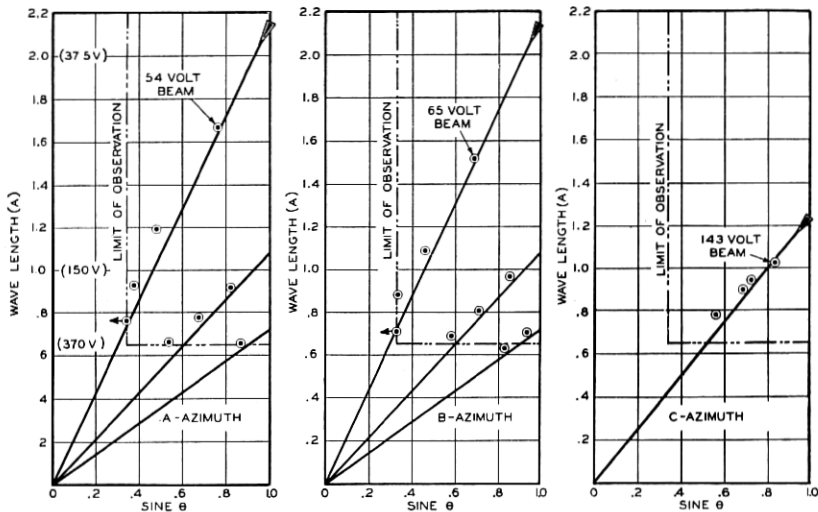 2.2
2.0
1.8
1.6
1.4
1.2
1.0
.8
.6
.4
.2
0
WAVE LENGTH (A)
(37.5V)
(150 V)
(370 V)
54 VOLT
BEAM
LIMIT OF OBSERVATION
A-AZIMUTH
.2
.4
.6
.8
1.0
SINE θ
2.2
2.0
1.8
1.6
1.4
1.2
1.0
.8
.6
.4
.2
0
WAVE LENGTH (A)
65 VOLT
BEAM
LIMIT OF OBSERVATION
B-AZIMUTH
.2
.4
.6
.8
1.0
SINE θ
2.2
2.0
1.8
1.6
1.4
1.2
1.0
.8
.6
.4
.2
0
WAVE LENGTH (A)
143 VOLT
BEAM
LIMIT OF OBSERVATION
C-AZIMUTH
.2
.4
.6
.8
1.0
SINE θ